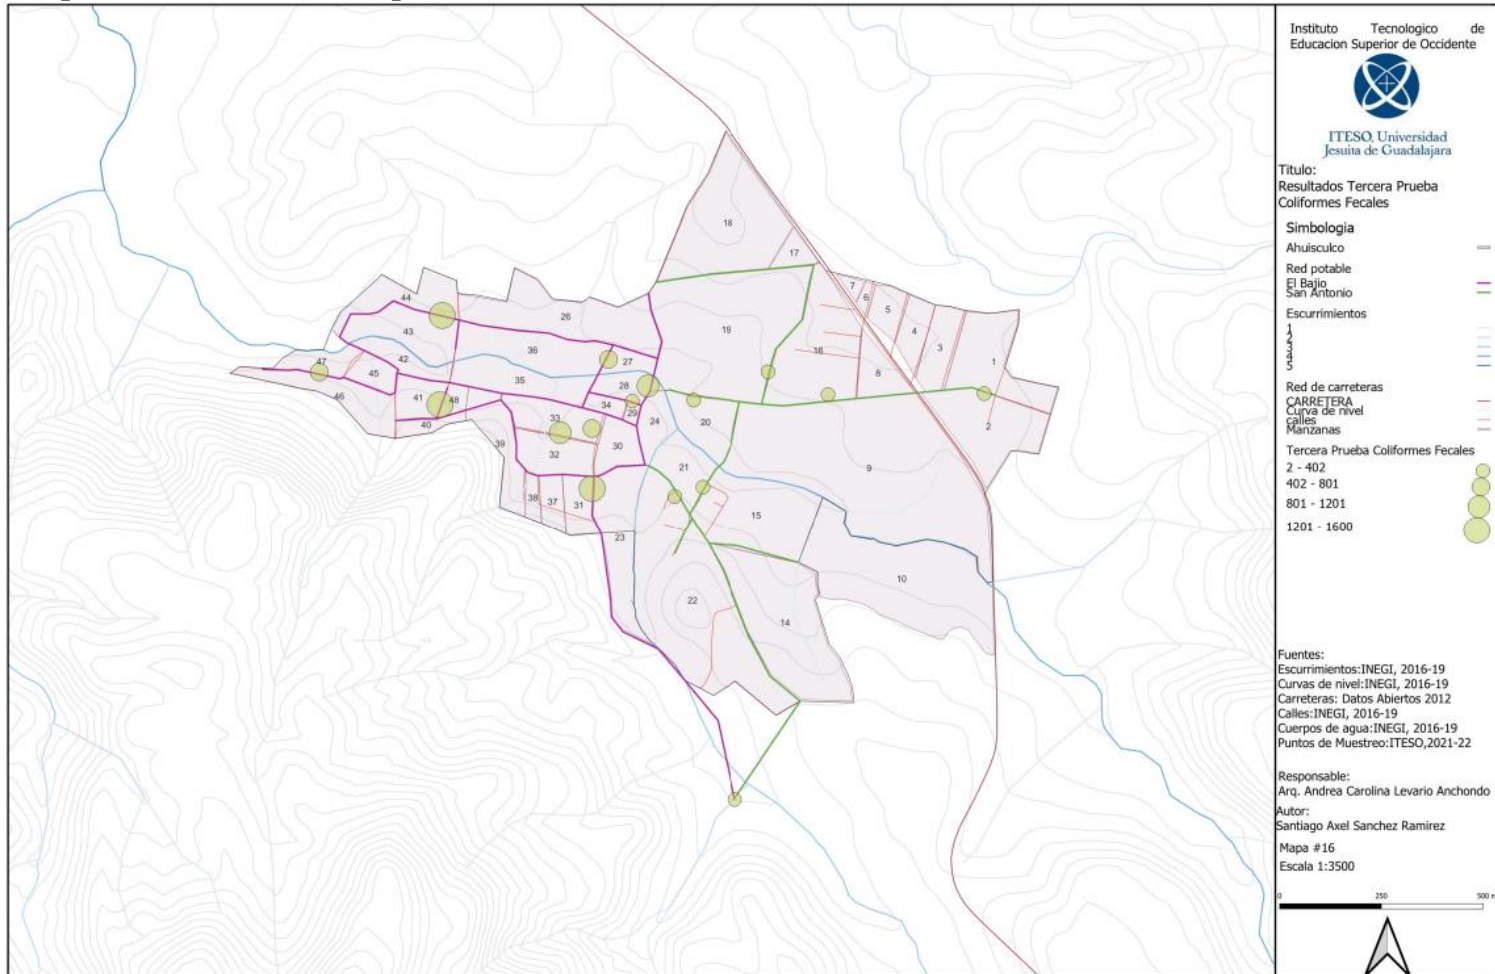 Instituto Tecnologico de
Educacion Superior de Occidente
ITESO, Universidad
Jesuita de Guadalajara
Titulo:
Resultados Tercera Prueba
Coliformes Fecales
Simbologia
Ahuisculco
Red potable
El Bajio
San Antonio
Escurrimientos
1
2
3
4
5
Red de carreteras
CARRETERA
Curva de nivel
calles
Manzanas
Tercera Prueba Coliformes Fecales
2 - 402
402 - 801
801 - 1201
1201 - 1600
Fuentes:
Escurrimientos:INEGI, 2016-19
Curvas de nivel:INEGI, 2016-19
Carreteras: Datos Abiertos 2012
Calles:INEGI, 2016-19
Cuerpos de agua:INEGI, 2016-19
Puntos de Muestreo:ITESO,2021-22
Responsable:
Arq. Andrea Carolina Levario Anchondo
Autor:
Santiago Axel Sanchez Ramirez
Mapa #16
Escala 1:3500
0 250 500 m
18
17
7
6
5
4
3
1
2
44
26
43
36
27
19
16
8
47
42
45
35
28
46
41
48
34
29
24
20
40
33
30
39
32
21
9
38
37
31
15
23
10
22
14